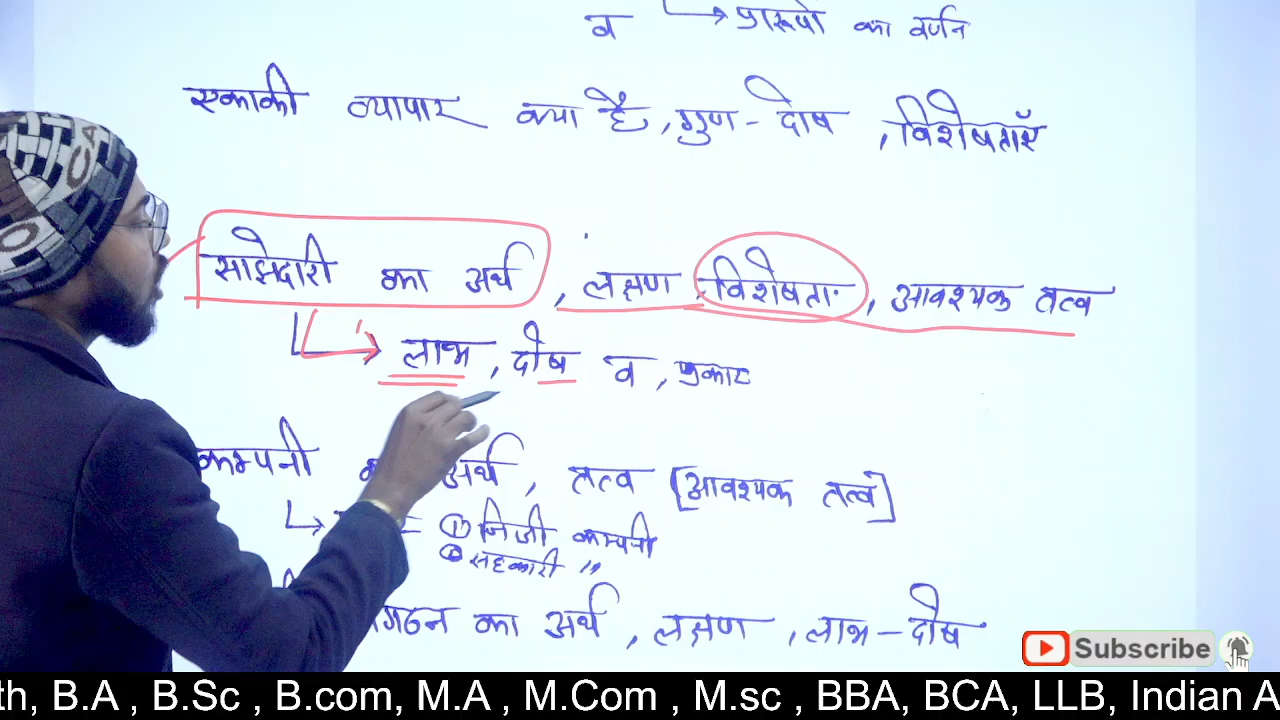 व → प्रारूपों का वर्णन
एकाकी व्यापार क्या है, गुण-दोष, विशेषताएँ
साझेदारी का अर्थ, लक्षण, विशेषता, आवश्यक तत्व
लाभ, दोष व, प्रकार
कम्पनी का अर्थ, तत्व [आवश्यक तत्व]
= ① निजी कम्पनी
② सहकारी "
का अर्थ, लक्षण, लाभ-दोष
Subscribe
th, B.A , B.Sc , B.com, M.A , M.Com , M.sc , BBA, BCA, LLB, Indian A
CA